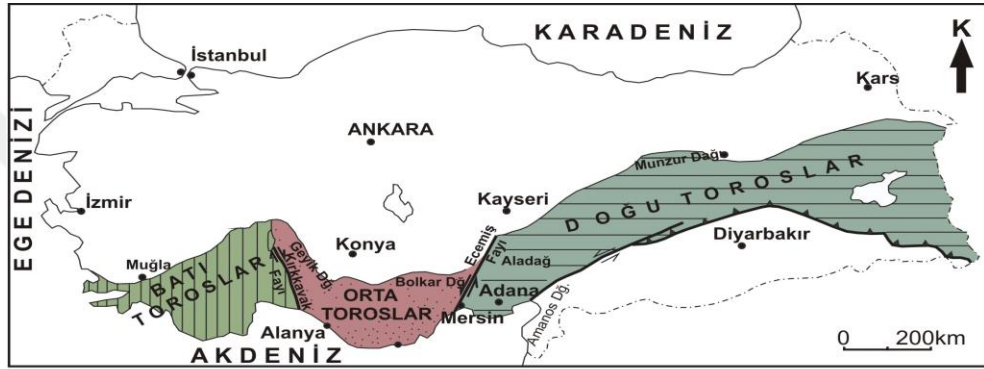 KARADENİZ
K
İstanbul
Kars
ANKARA
EGE DENİZİ
Munzur Dağı
DOĞU TOROSLAR
İzmir
Kayseri
Ecemiş
Fayı
Diyarbakır
Konya
Geyik Dğ.
Kırkkavak
Fayı
Aladağ
Muğla
BATI
TOROSLAR
Bolkar Dğ.
Adana
ORTA
TOROSLAR
Mersin
Amanos Dğ.
Alanya
AKDENİZ
0 200km